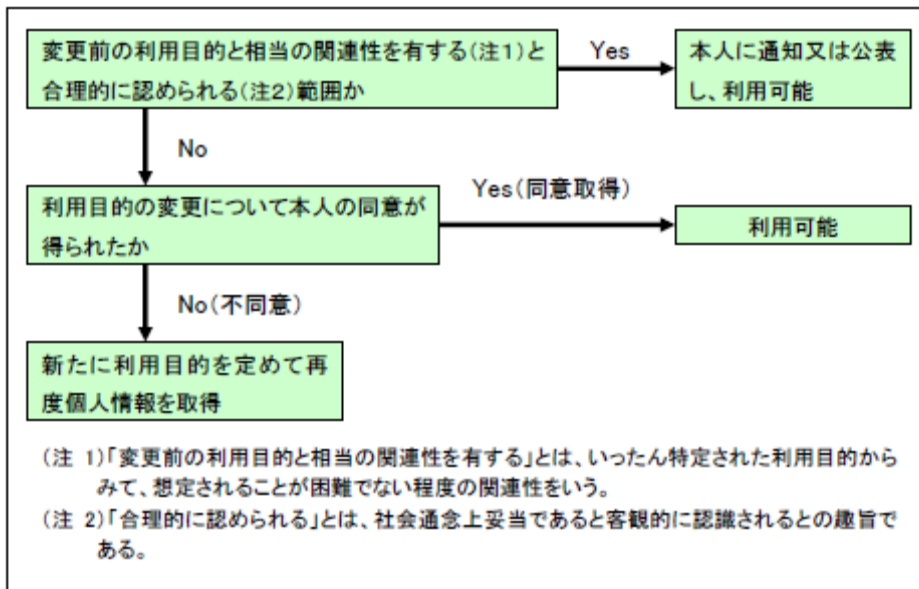 変更前の利用目的と相当の関連性を有する(注1)と
合理的に認められる(注2)範囲か
Yes
本人に通知又は公表
し、利用可能
No
利用目的の変更について本人の同意が
得られたか
Yes(同意取得)
利用可能
No(不同意)
新たに利用目的を定めて再
度個人情報を取得
(注 1)「変更前の利用目的と相当の関連性を有する」とは、いったん特定された利用目的から
みて、想定されることが困難でない程度の関連性をいう。
(注 2)「合理的に認められる」とは、社会通念上妥当であると客観的に認識されるとの趣旨で
ある。